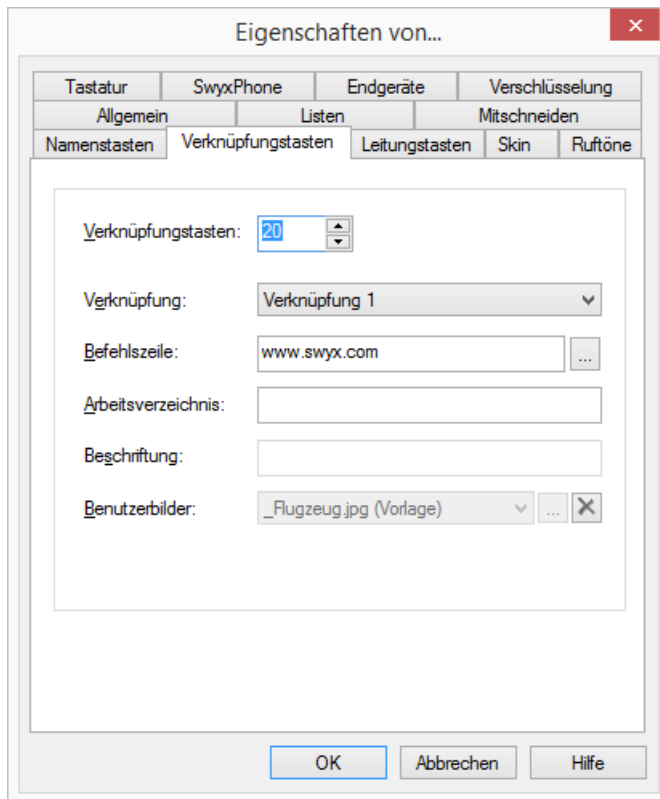 Eigenschaften von...
Tastatur SwyxPhone Endgeräte Verschlüsselung
Allgemein Listen Mitschneiden
Namenstasten Verknüpfungstasten Leitungstasten Skin Ruftöne
Verknüpfungstasten: 20
Verknüpfung: Verknüpfung 1
Befehlszeile: www.swyx.com ...
Arbeitsverzeichnis:
Beschriftung:
Benutzerbilder: _Flugzeug.jpg (Vorlage) ...
OK Abbrechen Hilfe